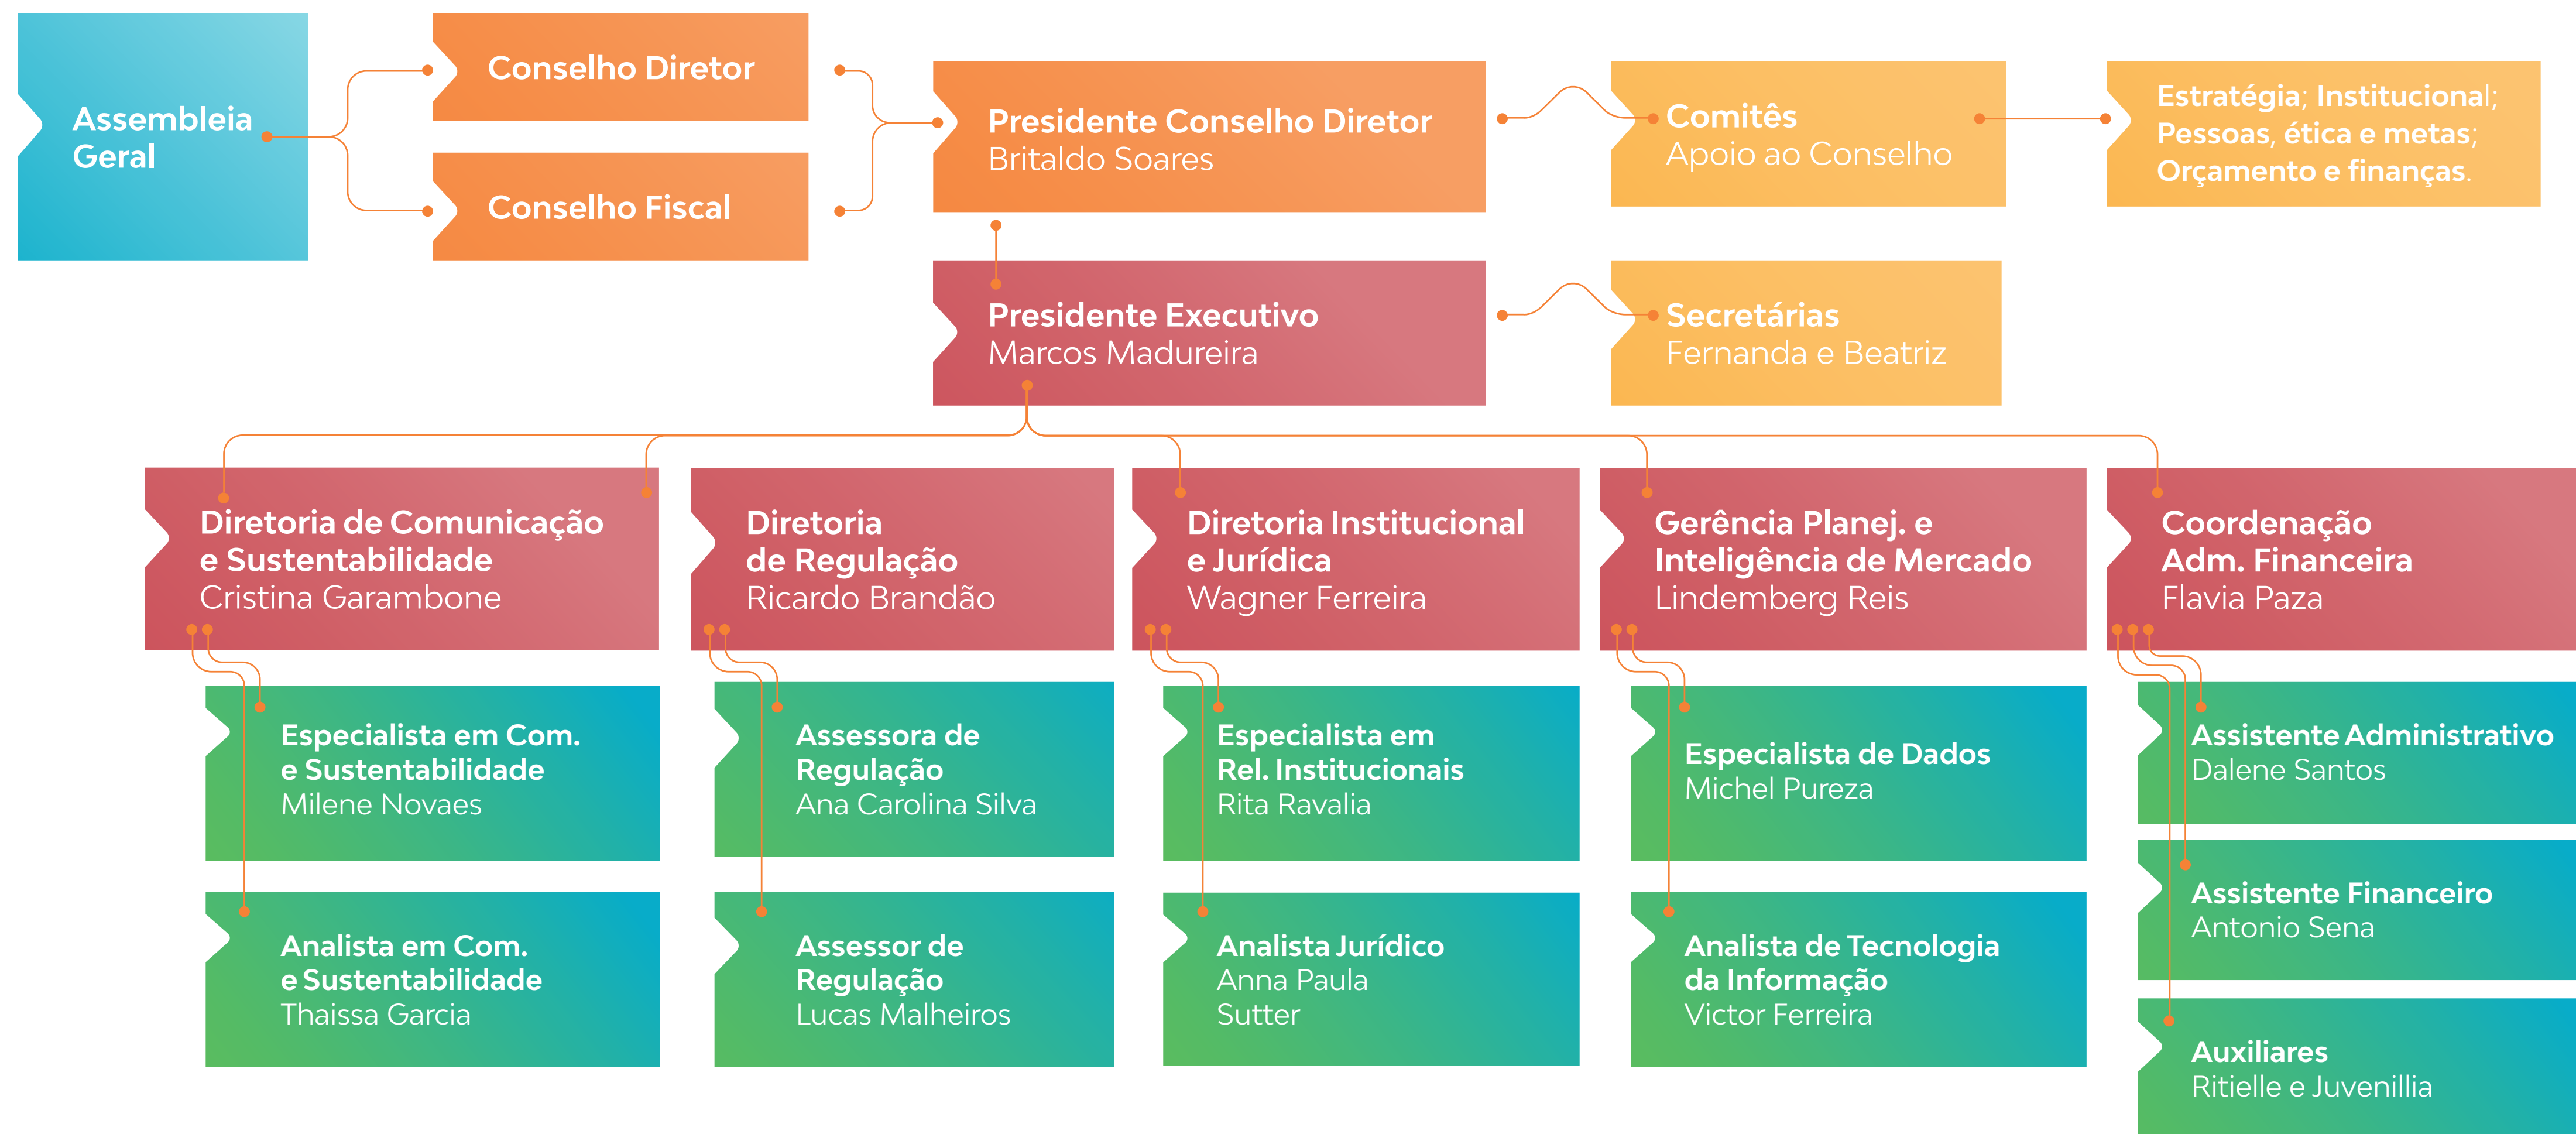 Assembleia
Geral
Conselho Diretor
Conselho Fiscal
Presidente Conselho Diretor
Britaldo Soares
Comitês
Apoio ao Conselho
Estratégia; Institucional;
Pessoas, ética e metas;
Orçamento e finanças.
Presidente Executivo
Marcos Madureira
Secretárias
Fernanda e Beatriz
Diretoria de Comunicação
e Sustentabilidade
Cristina Garambone
Diretoria
de Regulação
Ricardo Brandão
Diretoria Institucional
e Jurídica
Wagner Ferreira
Gerência Planej. e
Inteligência de Mercado
Lindemberg Reis
Coordenação
Adm. Financeira
Flavia Paza
Especialista em Com.
e Sustentabilidade
Milene Novaes
Assessora de
Regulação
Ana Carolina Silva
Especialista em
Rel. Institucionais
Rita Ravalia
Especialista de Dados
Michel Pureza
Assistente Administrativo
Dalene Santos
Assistente Financeiro
Antonio Sena
Analista em Com.
e Sustentabilidade
Thaissa Garcia
Assessor de
Regulação
Lucas Malheiros
Analista Jurídico
Anna Paula
Sutter
Analista de Tecnologia
da Informação
Victor Ferreira
Auxiliares
Ritielle e Juvenillia